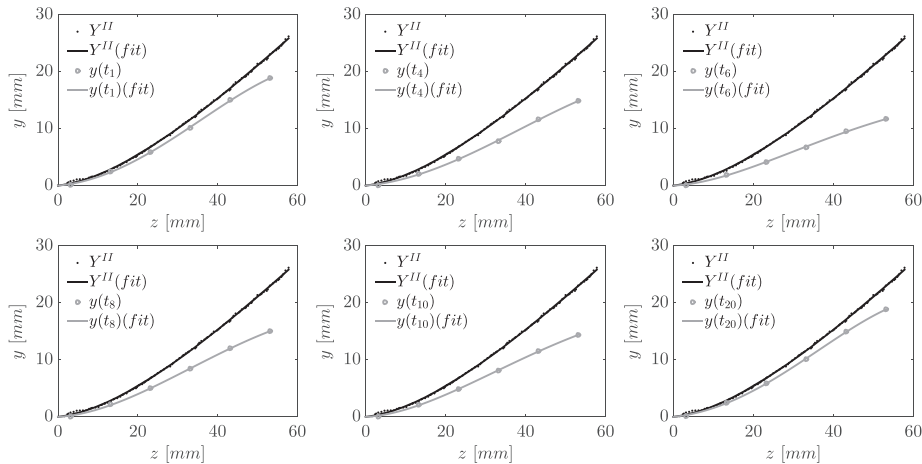 30
20
10
0
y [mm]
Y^{II}
Y^{II}(fit)
y(t_1)
y(t_1)(fit)
0 20 40 60
z [mm]
30
20
10
0
y [mm]
Y^{II}
Y^{II}(fit)
y(t_4)
y(t_4)(fit)
0 20 40 60
z [mm]
30
20
10
0
y [mm]
Y^{II}
Y^{II}(fit)
y(t_6)
y(t_6)(fit)
0 20 40 60
z [mm]
30
20
10
0
y [mm]
Y^{II}
Y^{II}(fit)
y(t_8)
y(t_8)(fit)
0 20 40 60
z [mm]
30
20
10
0
y [mm]
Y^{II}
Y^{II}(fit)
y(t_{10})
y(t_{10})(fit)
0 20 40 60
z [mm]
30
20
10
0
y [mm]
Y^{II}
Y^{II}(fit)
y(t_{20})
y(t_{20})(fit)
0 20 40 60
z [mm]